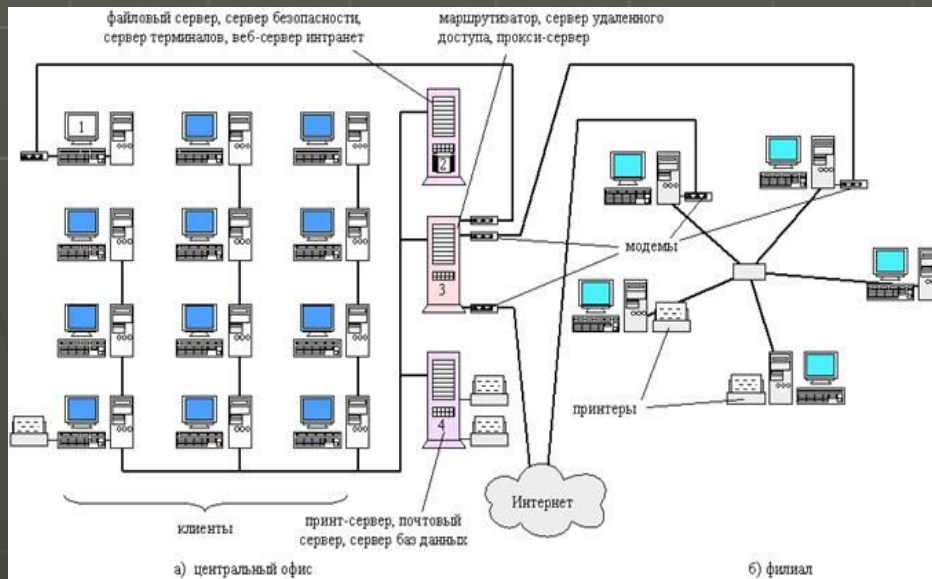 файловый сервер, сервер безопасности,
сервер терминалов, веб-сервер интранет
маршрутизатор, сервер удаленного
доступа, прокси-сервер
1
2
3
4
модемы
принтеры
Интернет
клиенты
принт-сервер, почтовый
сервер, сервер баз данных
а) центральный офис
б) филиал